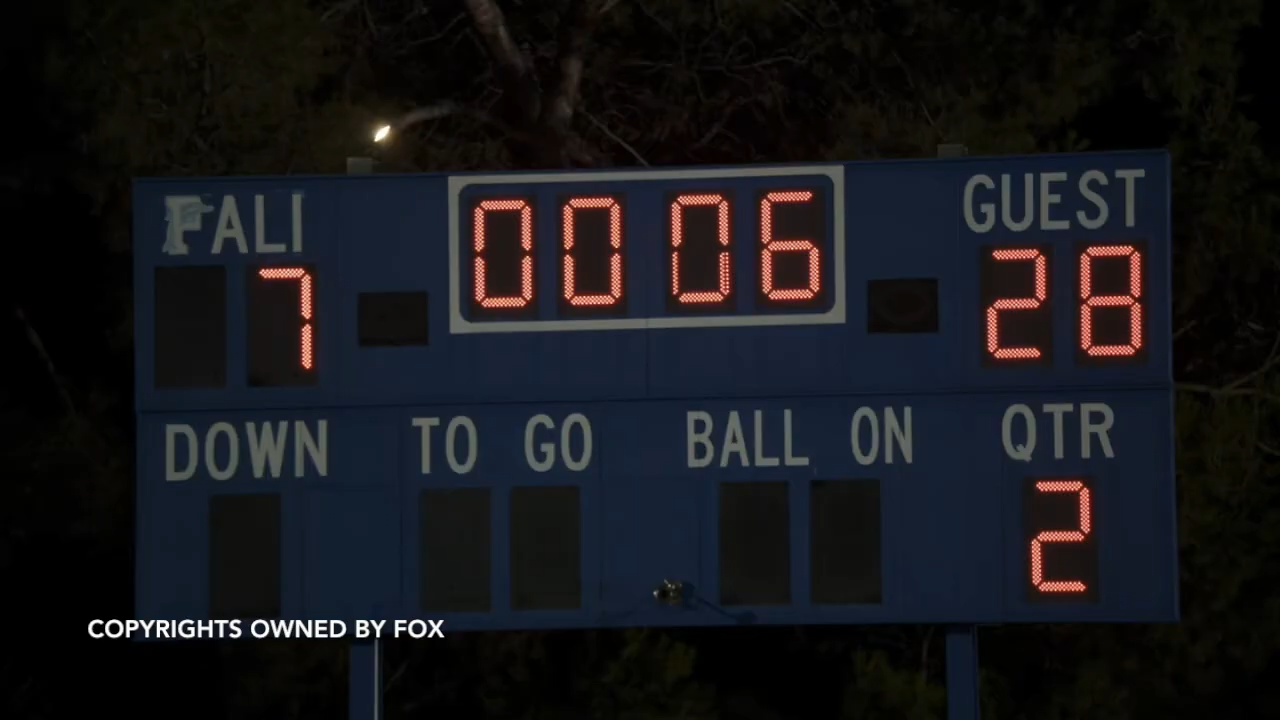 FALI 0006 GUEST
7 28
DOWN TO GO BALL ON QTR
2
COPYRIGHTS OWNED BY FOX